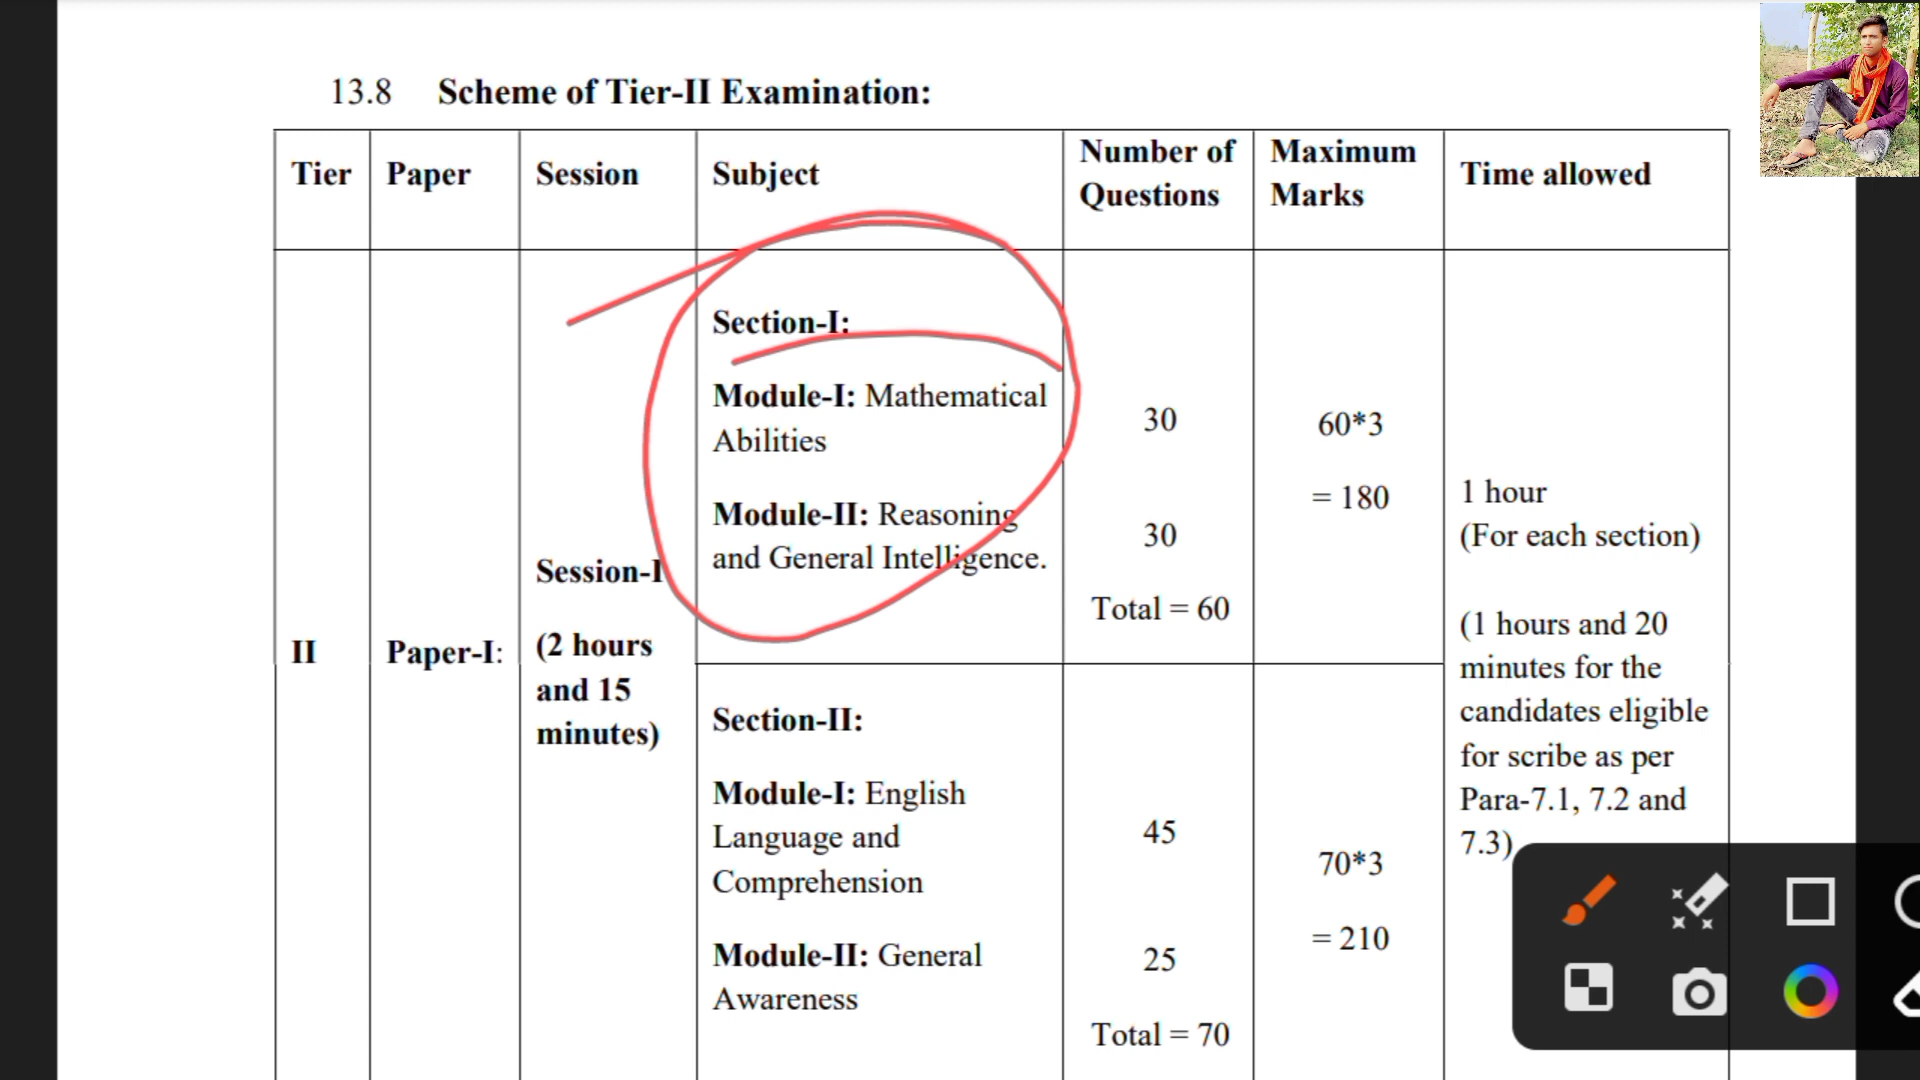 13.8 Scheme of Tier-II Examination:
Tier
Paper
Session
Subject
Number of
Questions
Maximum
Marks
Time allowed
II
Paper-I:
Session-I
(2 hours
and 15
minutes)
Section-I:
Module-I: Mathematical
Abilities
Module-II: Reasoning
and General Intelligence.
30
30
Total = 60
60*3
= 180
1 hour
(For each section)
(1 hours and 20
minutes for the
candidates eligible
for scribe as per
Para-7.1, 7.2 and
7.3)
Section-II:
Module-I: English
Language and
Comprehension
Module-II: General
Awareness
45
25
Total = 70
70*3
= 210